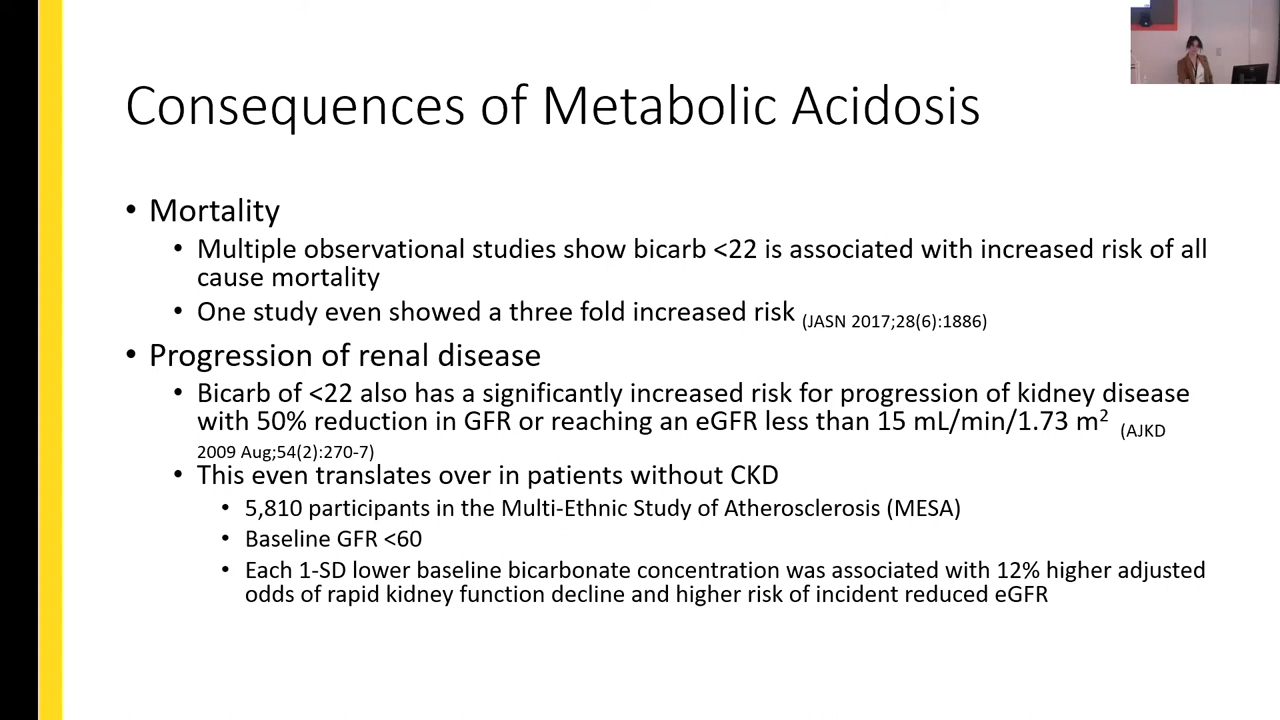 Consequences of Metabolic Acidosis
• Mortality
• Multiple observational studies show bicarb <22 is associated with increased risk of all
cause mortality
• One study even showed a three fold increased risk (JASN 2017;28(6):1886)
• Progression of renal disease
• Bicarb of <22 also has a significantly increased risk for progression of kidney disease
with 50% reduction in GFR or reaching an eGFR less than 15 mL/min/1.73 m² (AJKD
2009 Aug;54(2):270-7)
• This even translates over in patients without CKD
• 5,810 participants in the Multi-Ethnic Study of Atherosclerosis (MESA)
• Baseline GFR <60
• Each 1-SD lower baseline bicarbonate concentration was associated with 12% higher adjusted
odds of rapid kidney function decline and higher risk of incident reduced eGFR